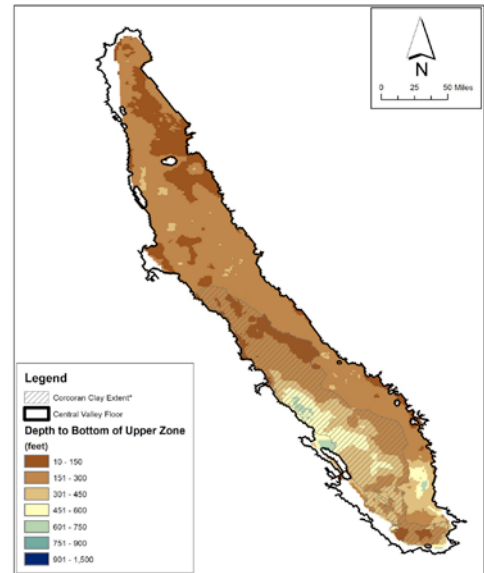 N
0 25 50 Miles
Legend
Corcoran Clay Extent*
Central Valley Floor
Depth to Bottom of Upper Zone
(feet)
10 - 150
151 - 300
301 - 450
451 - 600
601 - 750
751 - 900
901 - 1,500